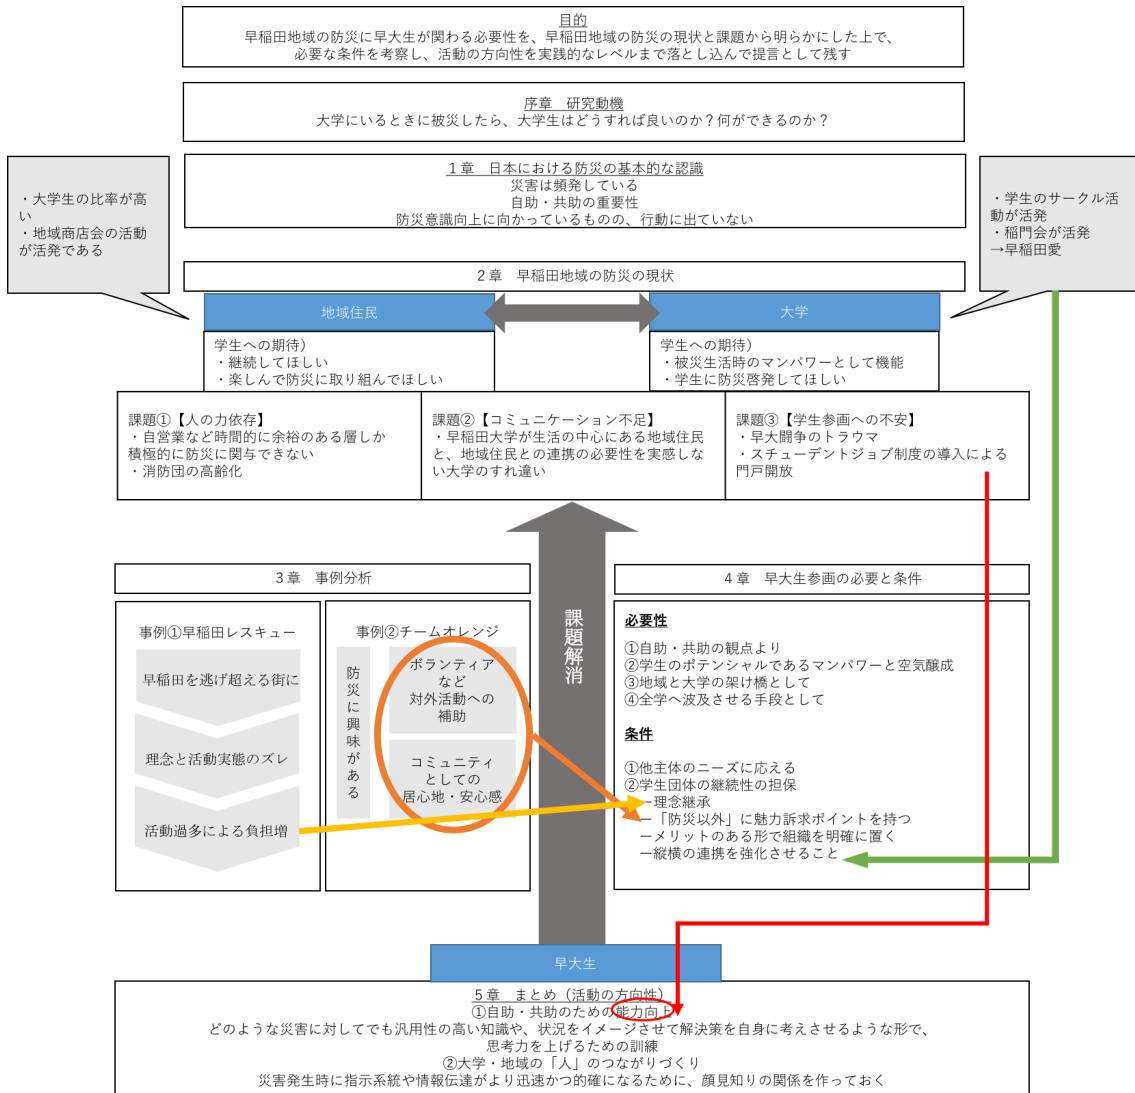 目的
早稲田地域の防災に早大生が関わる必要性を、早稲田地域の防災の現状と課題から明らかにした上で、
必要な条件を考察し、活動の方向性を実践的なレベルまで落とし込んで提言として残す
序章　研究動機
大学にいるときに被災したら、大学生はどうすれば良いのか？何ができるのか？
1章　日本における防災の基本的な認識
災害は頻発している
自助・共助の重要性
防災意識向上に向かっているものの、行動に出ていない
・大学生の比率が高
い
・地域商店会の活動
が活発である
・学生のサークル活
動が活発
・稲門会が活発
→早稲田愛
2章　早稲田地域の防災の現状
地域住民
大学
学生への期待）
・継続してほしい
・楽しんで防災に取り組んでほしい
学生への期待）
・被災生活時のマンパワーとして機能
・学生に防災啓発してほしい
課題①【人の力依存】
・自営業など時間的に余裕のある層しか
積極的に防災に関与できない
・消防団の高齢化
課題②【コミュニケーション不足】
・早稲田大学が生活の中心にある地域住民
と、地域住民との連携の必要性を実感しな
い大学のすれ違い
課題③【学生参画への不安】
・早大闘争のトラウマ
・スチューデントジョブ制度の導入による
門戸開放
課題解消
3章　事例分析
事例①早稲田レスキュー
早稲田を逃げ超える街に
理念と活動実態のズレ
活動過多による負担増
事例②チームオレンジ
防災に興味がある
ボランティア
など
対外活動への
補助
コミュニティ
としての
居心地・安心感
4章　早大生参画の必要と条件
必要性
①自助・共助の観点より
②学生のポテンシャルであるマンパワーと空気醸成
③地域と大学の架け橋として
④全学へ波及させる手段として
条件
①他主体のニーズに応える
②学生団体の継続性の担保
ー理念継承
ー「防災以外」に魅力訴求ポイントを持つ
ーメリットのある形で組織を明確に置く
ー縦横の連携を強化させること
早大生
5章　まとめ（活動の方向性）
①自助・共助のための能力向上
どのような災害に対してでも汎用性の高い知識や、状況をイメージさせて解決策を自身に考えさせるような形で、
思考力を上げるための訓練
②大学・地域の「人」のつながりづくり
災害発生時に指示系統や情報伝達がより迅速かつ的確になるために、顔見知りの関係を作っておく